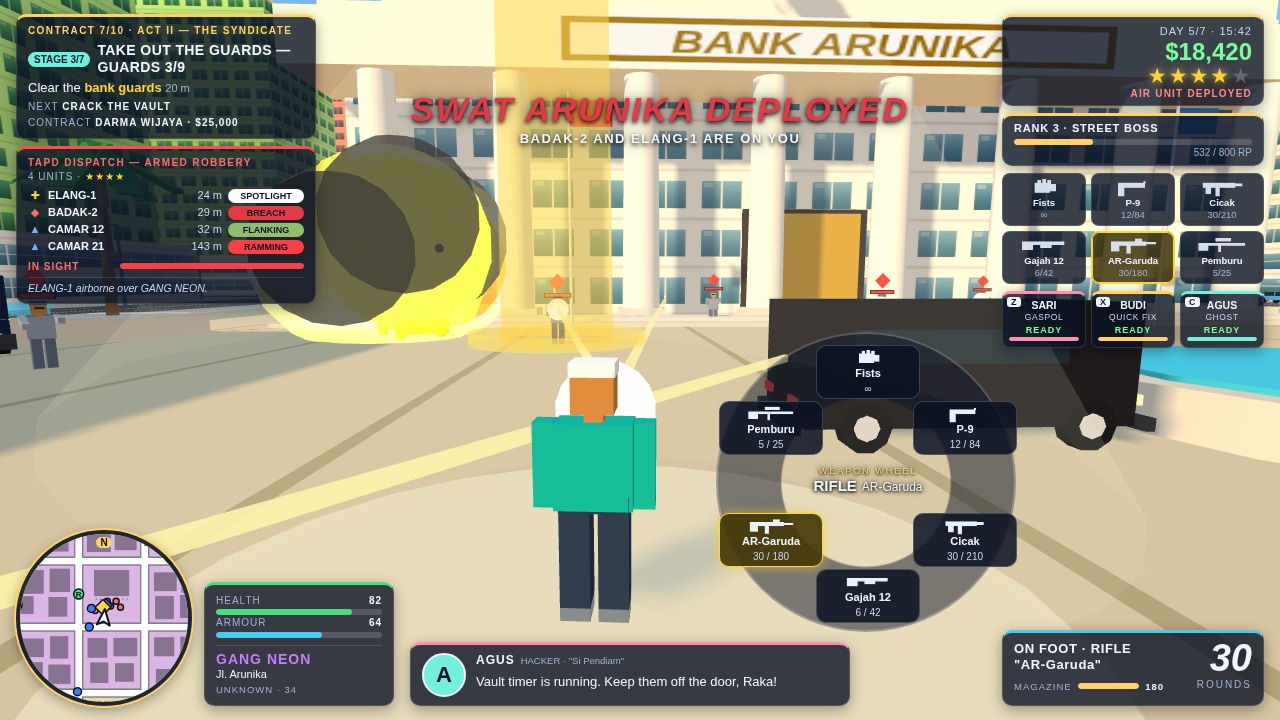 CONTRACT 7/10 · ACT II — THE SYNDICATE
STAGE 3/7
TAKE OUT THE GUARDS —
GUARDS 3/9
Clear the bank guards 20 m
NEXT CRACK THE VAULT
CONTRACT DARMA WIJAYA · $25,000
TAPD DISPATCH — ARMED ROBBERY
4 UNITS · ★★★★
ELANG-1 24 m SPOTLIGHT
BADAK-2 29 m BREACH
CAMAR 12 32 m FLANKING
CAMAR 21 143 m RAMMING
IN SIGHT
ELANG-1 airborne over GANG NEON.
BANK ARUNIKA
SWAT ARUNIKA DEPLOYED
BADAK-2 AND ELANG-1 ARE ON YOU
DAY 5/7 · 15:42
$18,420
★★★★★
AIR UNIT DEPLOYED
RANK 3 · STREET BOSS
532 / 800 RP
Fists
∞
P-9
12/84
Cicak
30/210
Gajah 12
6/42
AR-Garuda
30/180
Pemburu
5/25
Z SARI
GASPOL
READY
X BUDI
QUICK FIX
READY
C AGUS
GHOST
READY
Fists
∞
Pemburu
5 / 25
P-9
12 / 84
WEAPON WHEEL
RIFLE AR-Garuda
AR-Garuda
30 / 180
Cicak
30 / 210
Gajah 12
6 / 42
N
R
HEALTH 82
ARMOUR 64
GANG NEON
Jl. Arunika
UNKNOWN · 34
A
AGUS HACKER · "Si Pendiam"
Vault timer is running. Keep them off the door, Raka!
ON FOOT · RIFLE
"AR-Garuda"
MAGAZINE 180
30
ROUNDS